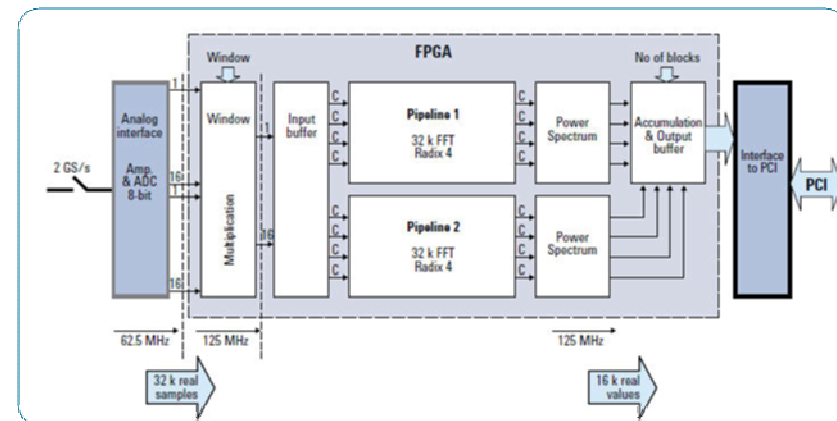 FPGA
Window
No of blocks
1
Analog
interface
Amp.
& ADC
8-bit
2 GS/s
16
1
16
Window
Multiplication
1
16
Input
buffer
C
C
C
C
Pipeline 1
32 k FFT
Radix 4
C
C
C
C
Power
Spectrum
Accumulation
& Output
buffer
Interface
to PCI
PCI
C
C
C
C
Pipeline 2
32 k FFT
Radix 4
C
C
C
C
Power
Spectrum
62.5 MHz
125 MHz
125 MHz
32 k real
samples
16 k real
values